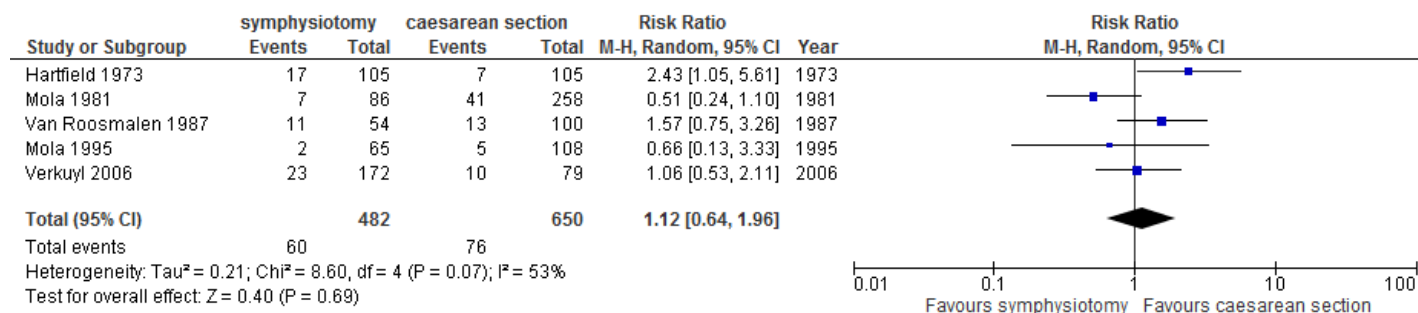 symphysiotomy caesarean section Risk Ratio Risk Ratio
Study or Subgroup Events Total Events Total M-H, Random, 95% CI Year M-H, Random, 95% CI
Hartfield 1973 17 105 7 105 2.43 [1.05, 5.61] 1973
Mola 1981 7 86 41 258 0.51 [0.24, 1.10] 1981
Van Roosmalen 1987 11 54 13 100 1.57 [0.75, 3.26] 1987
Mola 1995 2 65 5 108 0.66 [0.13, 3.33] 1995
Verkuyl 2006 23 172 10 79 1.06 [0.53, 2.11] 2006
Total (95% CI) 482 650 1.12 [0.64, 1.96]
Total events 60 76
Heterogeneity: Tau² = 0.21; Chi² = 8.60, df = 4 (P = 0.07); I² = 53%
Test for overall effect: Z = 0.40 (P = 0.69)
0.01 0.1 1 10 100
Favours symphysiotomy Favours caesarean section